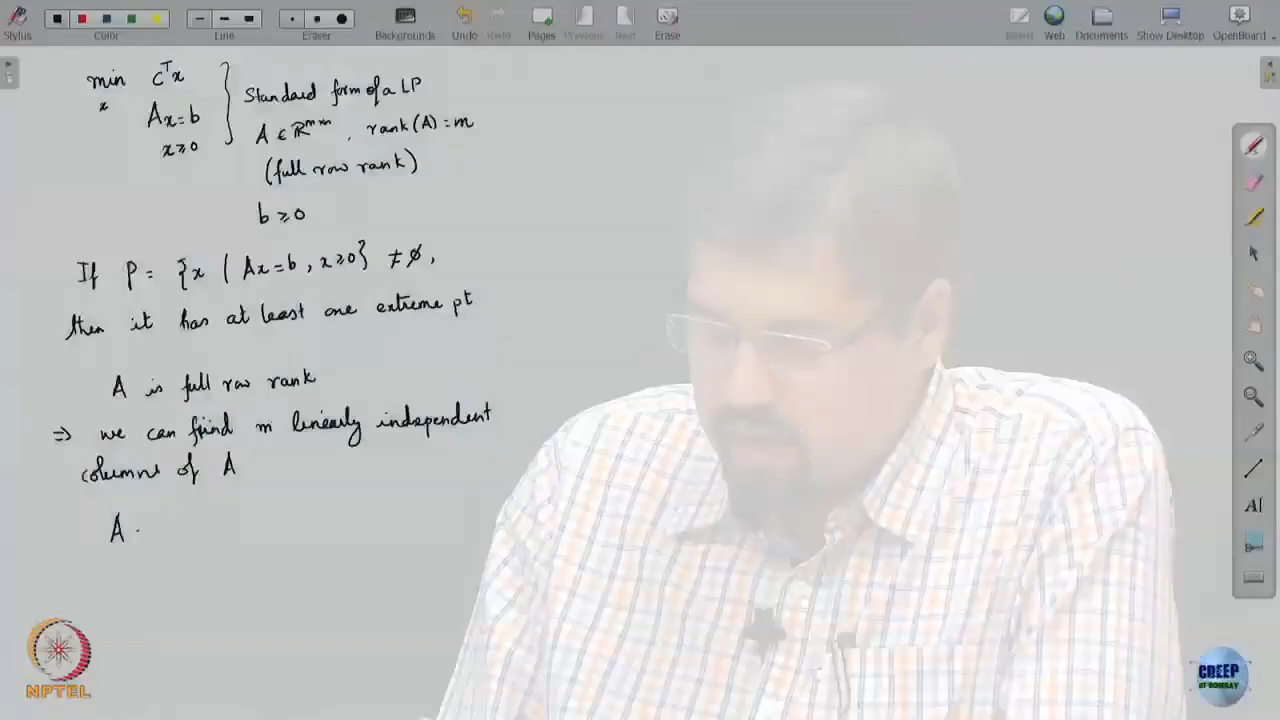 Stylus
Color
Line
Eraser
Backgrounds
Undo
Redo
Pages
Previous
Next
Erase
Board
Web
Documents
Show Desktop
OpenBoard
min c^T x } Standard form of a LP
x
Ax=b
A ∈ ℝ^{m×n}, rank(A) = m
x≥0
(full row rank)
b ≥ 0
If P = {x | Ax=b, x≥0} ≠ ∅,
then it has at least one extreme pt
A is full row rank
⇒ we can find m linearly independent
columns of A
A
NPTEL
CDEEP
IIT BOMBAY